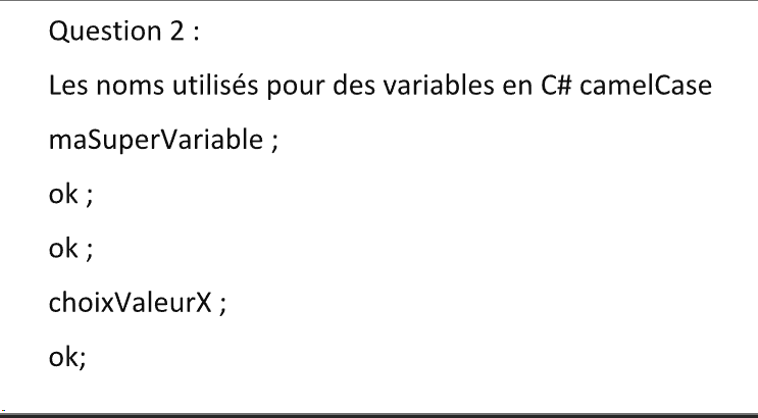 Question 2 :
Les noms utilisés pour des variables en C# camelCase
maSuperVariable ;
ok ;
ok ;
choixValeurX ;
ok;